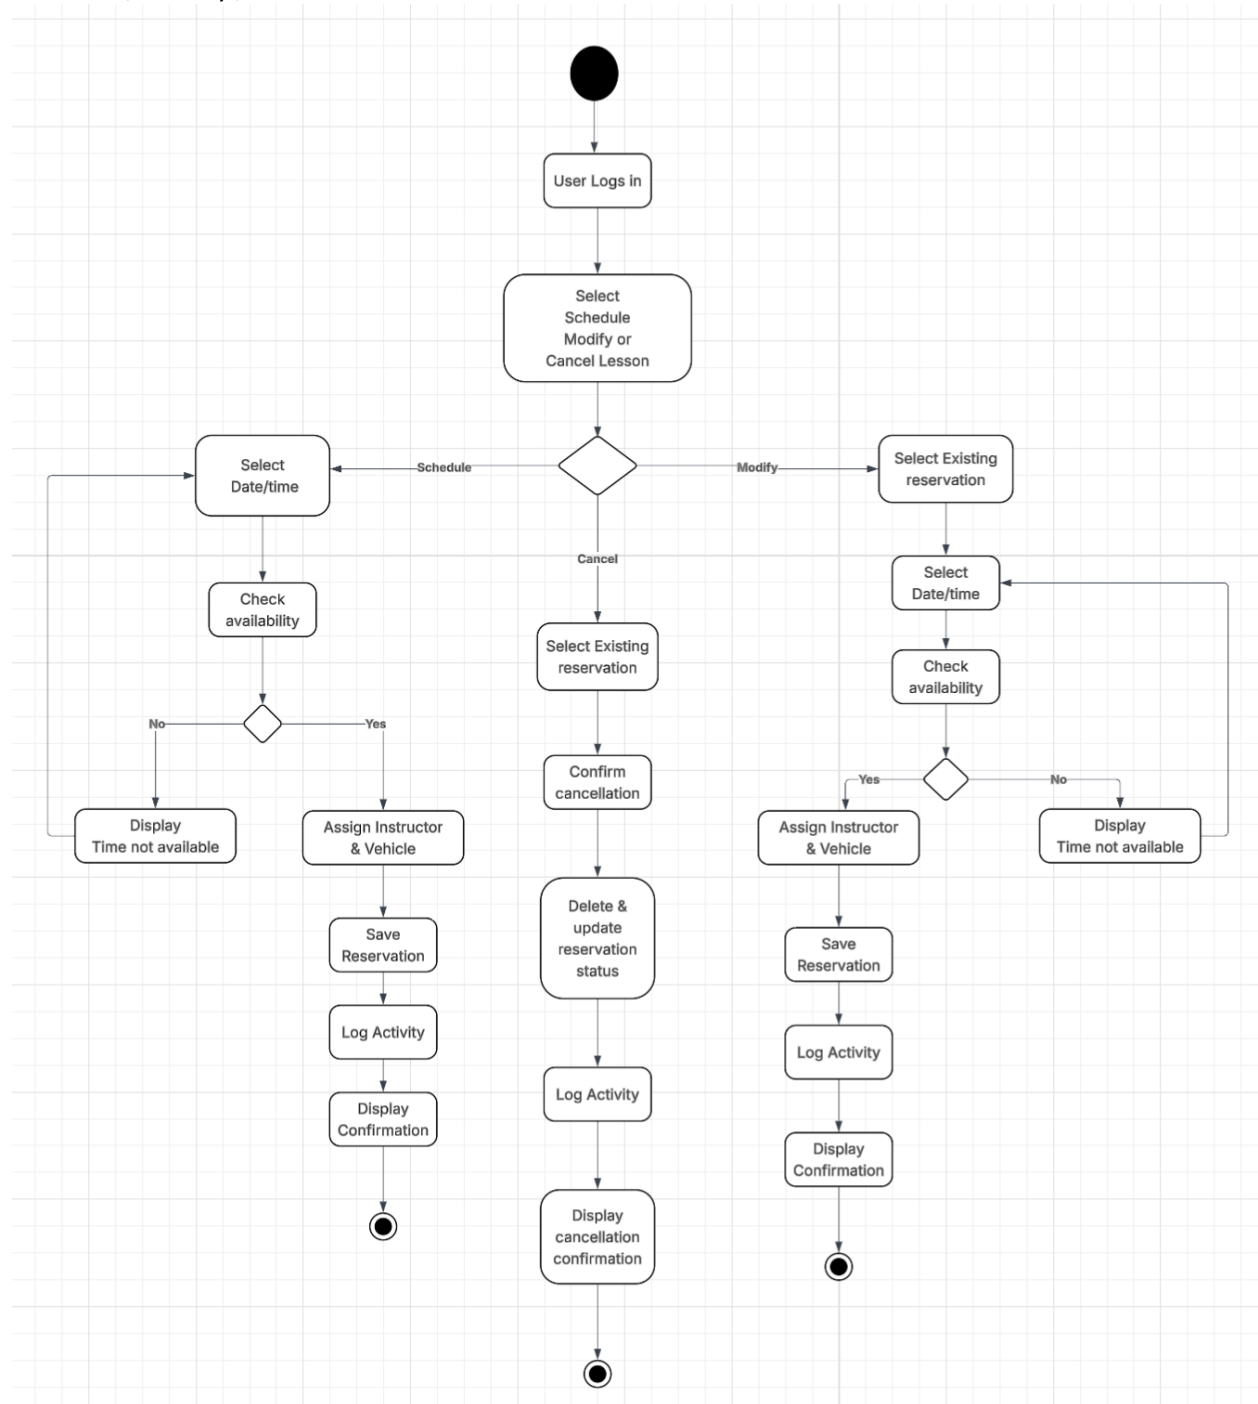 User Logs in
Select
Schedule
Modify or
Cancel Lesson
Select
Date/time
Schedule
Modify
Select Existing
reservation
Cancel
Select
Date/time
Check
availability
Select Existing
reservation
Check
availability
No
Yes
Confirm
cancellation
Yes
No
Display
Time not available
Assign Instructor
& Vehicle
Assign Instructor
& Vehicle
Display
Time not available
Delete &
update
reservation
status
Save
Reservation
Save
Reservation
Log Activity
Log Activity
Log Activity
Display
Confirmation
Display
Confirmation
Display
cancellation
confirmation